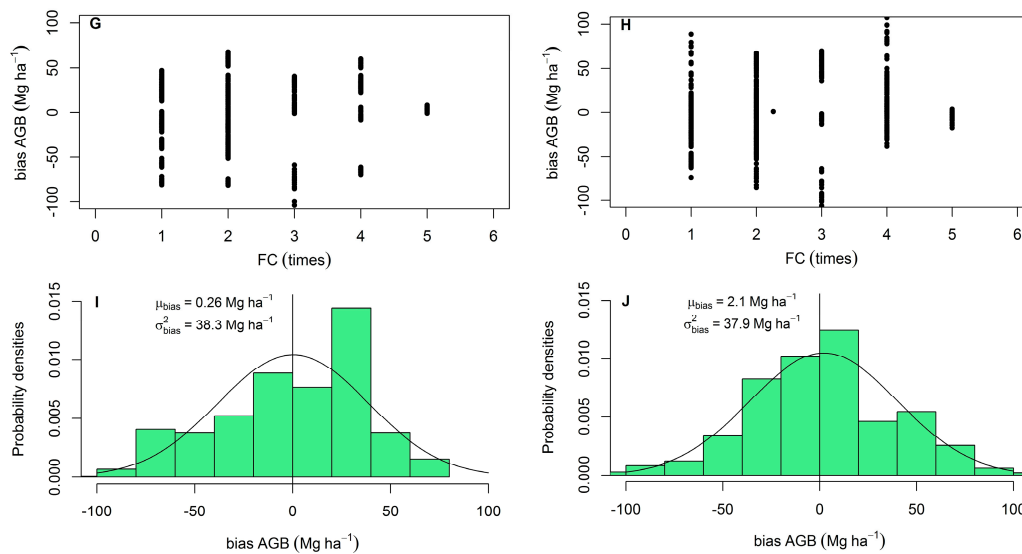 G
bias AGB (Mg ha⁻¹)
100
50
0
-50
-100
0 1 2 3 4 5 6
FC (times)
H
bias AGB (Mg ha⁻¹)
100
50
0
-50
-100
0 1 2 3 4 5 6
FC (times)
I
μbias = 0.26 Mg ha⁻¹
σ²bias = 38.3 Mg ha⁻¹
Probability densities
0.015
0.010
0.005
0.000
-100 -50 0 50 100
bias AGB (Mg ha⁻¹)
J
μbias = 2.1 Mg ha⁻¹
σ²bias = 37.9 Mg ha⁻¹
Probability densities
0.015
0.010
0.005
0.000
-100 -50 0 50 100
bias AGB (Mg ha⁻¹)